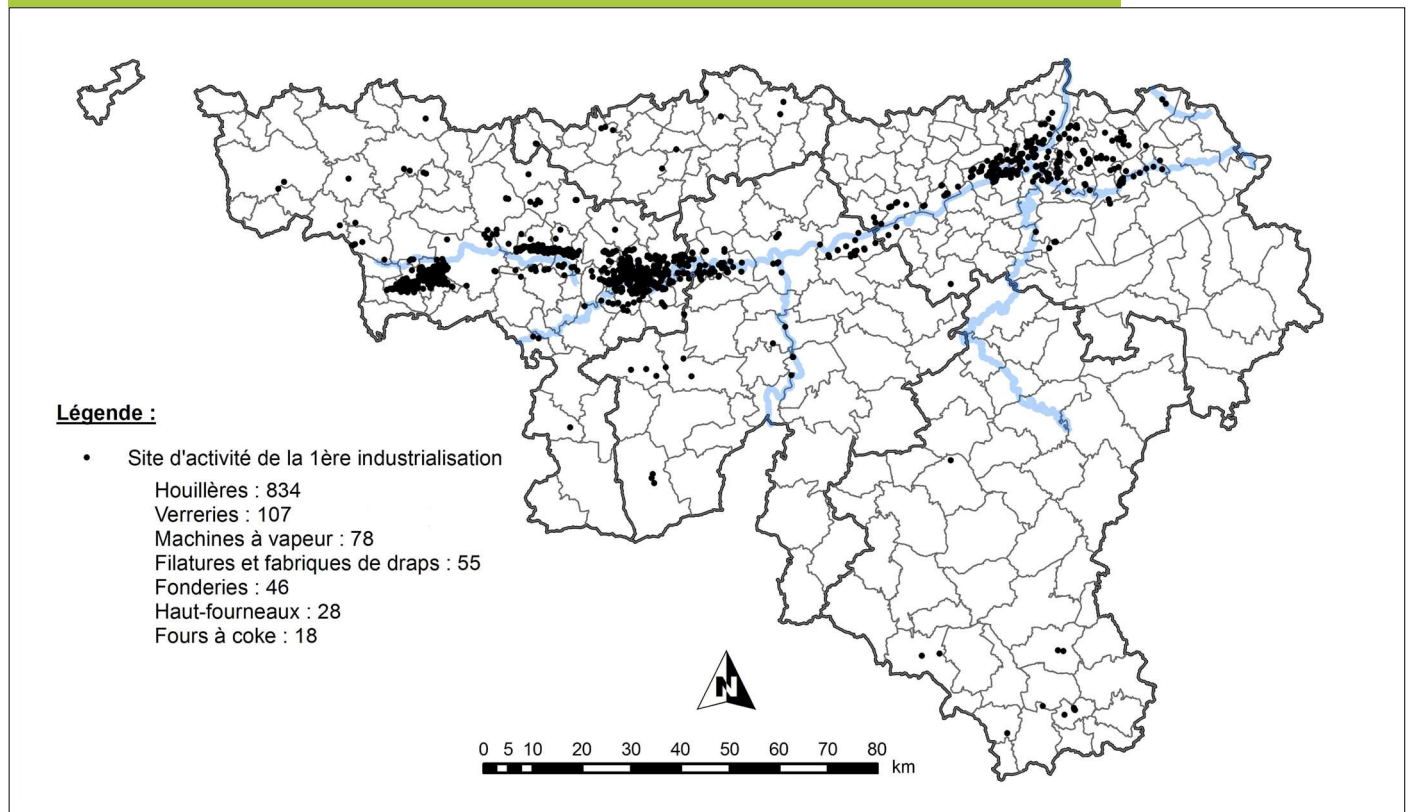 Légende :
• Site d'activité de la 1ère industrialisation
Houillères : 834
Verreries : 107
Machines à vapeur : 78
Filatures et fabriques de draps : 55
Fonderies : 46
Haut-fourneaux : 28
Fours à coke : 18
N
0 5 10 20 30 40 50 60 70 80
km